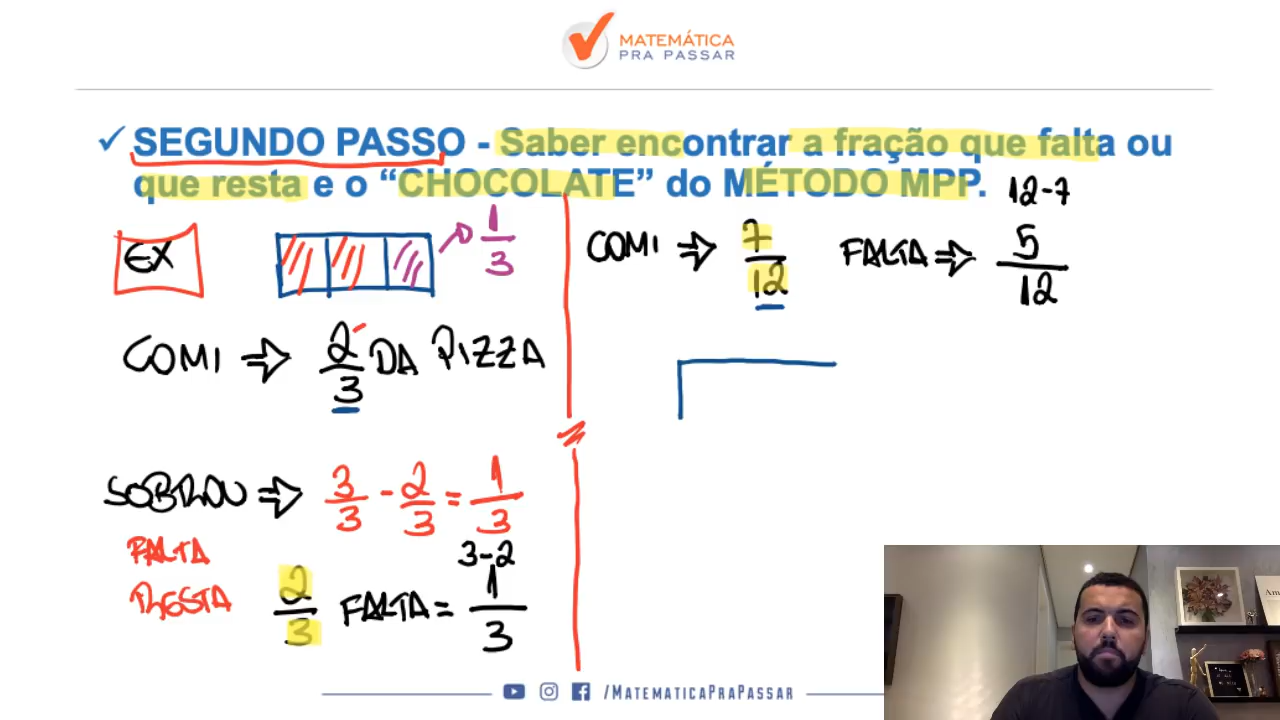 MATEMÁTICA
PRA PASSAR
✓ SEGUNDO PASSO - Saber encontrar a fração que falta ou
que resta e o “CHOCOLATE” do MÉTODO MPP.
EX
1/3
COMI ⇒ 2/3 DA PIZZA
SOBROU ⇒ 3/3 - 2/3 = 1/3
FALTA
RESTA
3-2
2/3 FALTA = 1/3
12-7
COMI ⇒ 7/12 FALTA ⇒ 5/12
/MATEMATICAPRAPASSAR